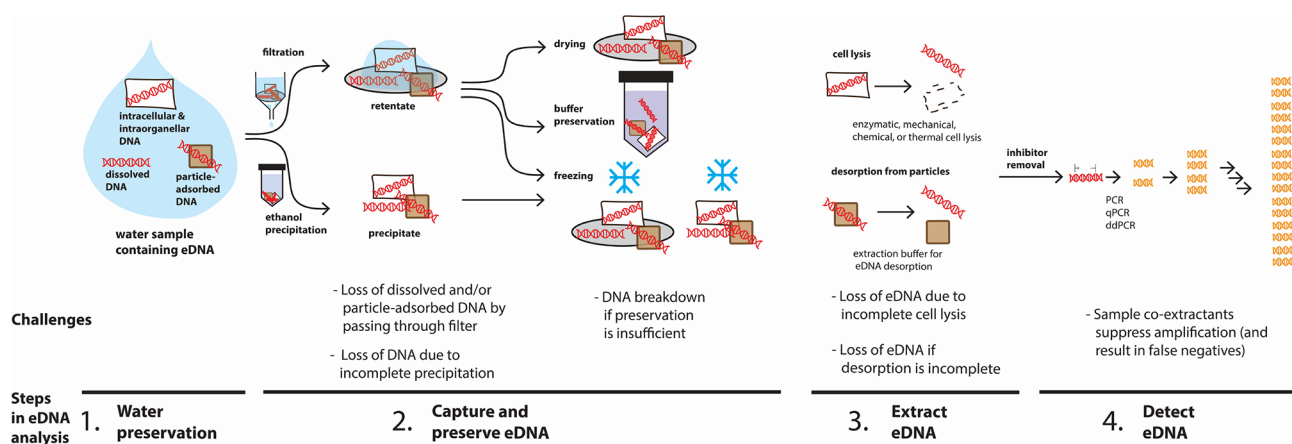 intracellular &
intraorganellar
DNA
dissolved
DNA
particle-
adsorbed
DNA
water sample
containing eDNA
filtration
ethanol
precipitation
retentate
precipitate
drying
buffer
preservation
freezing
cell lysis
enzymatic, mechanical,
chemical, or thermal cell lysis
desorption from particles
extraction buffer for
eDNA desorption
inhibitor
removal
PCR
qPCR
ddPCR
Challenges
- Loss of dissolved and/or
particle-adsorbed DNA by
passing through filter
- Loss of DNA due to
incomplete precipitation
- DNA breakdown
if preservation
is insufficient
- Loss of eDNA due to
incomplete cell lysis
- Loss of eDNA if
desorption is incomplete
- Sample co-extractants
suppress amplification (and
result in false negatives)
Steps
in eDNA
analysis
1. Water
preservation
2. Capture and
preserve eDNA
3. Extract
eDNA
4. Detect
eDNA